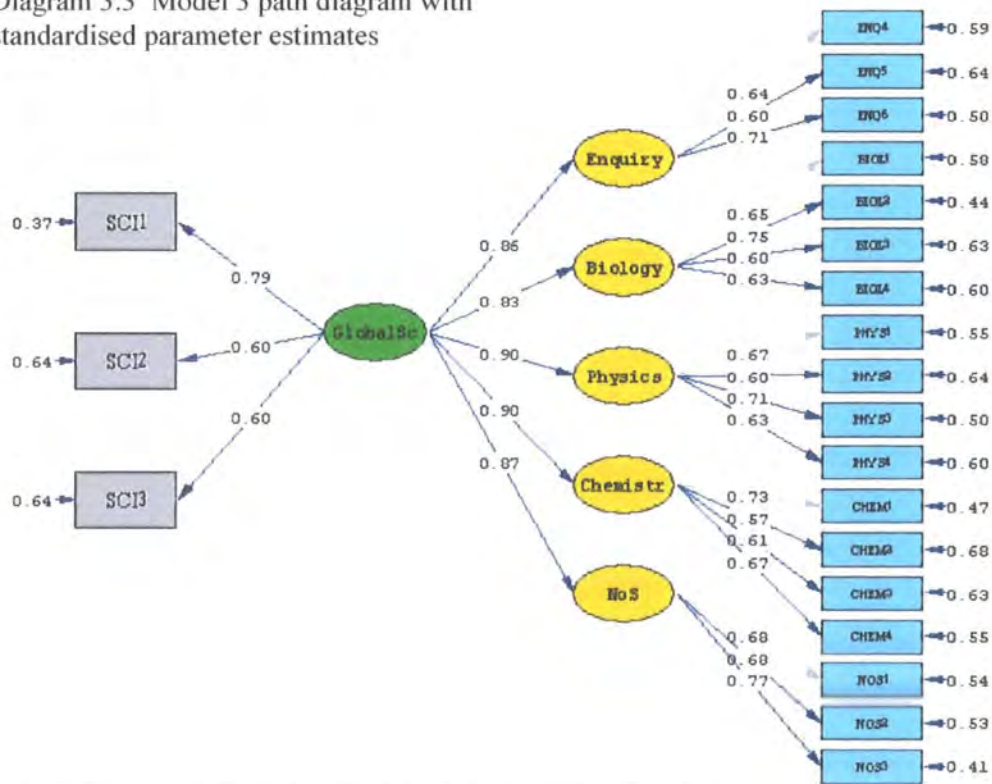 Diagram 3.3 Model 3 path diagram with
standardised parameter estimates
ENQ4
0.59
ENQ5
0.64
ENQ6
0.50
BIOL1
0.58
BIOL2
0.44
BIOL3
0.63
BIOL4
0.60
PHYS1
0.55
PHYS2
0.64
PHYS3
0.50
PHYS4
0.60
CHEM1
0.47
CHEM2
0.68
CHEM3
0.63
CHEM4
0.55
NOS1
0.54
NOS2
0.53
NOS3
0.41
0.64
0.60
0.71
0.65
0.75
0.60
0.63
0.67
0.60
0.71
0.63
0.73
0.57
0.61
0.67
0.68
0.68
0.77
Enquiry
Biology
Physics
Chemistr
NoS
0.86
0.83
0.90
0.90
0.87
GlobalSc
0.79
0.60
0.60
0.37
SCI1
0.64
SCI2
0.64
SCI3